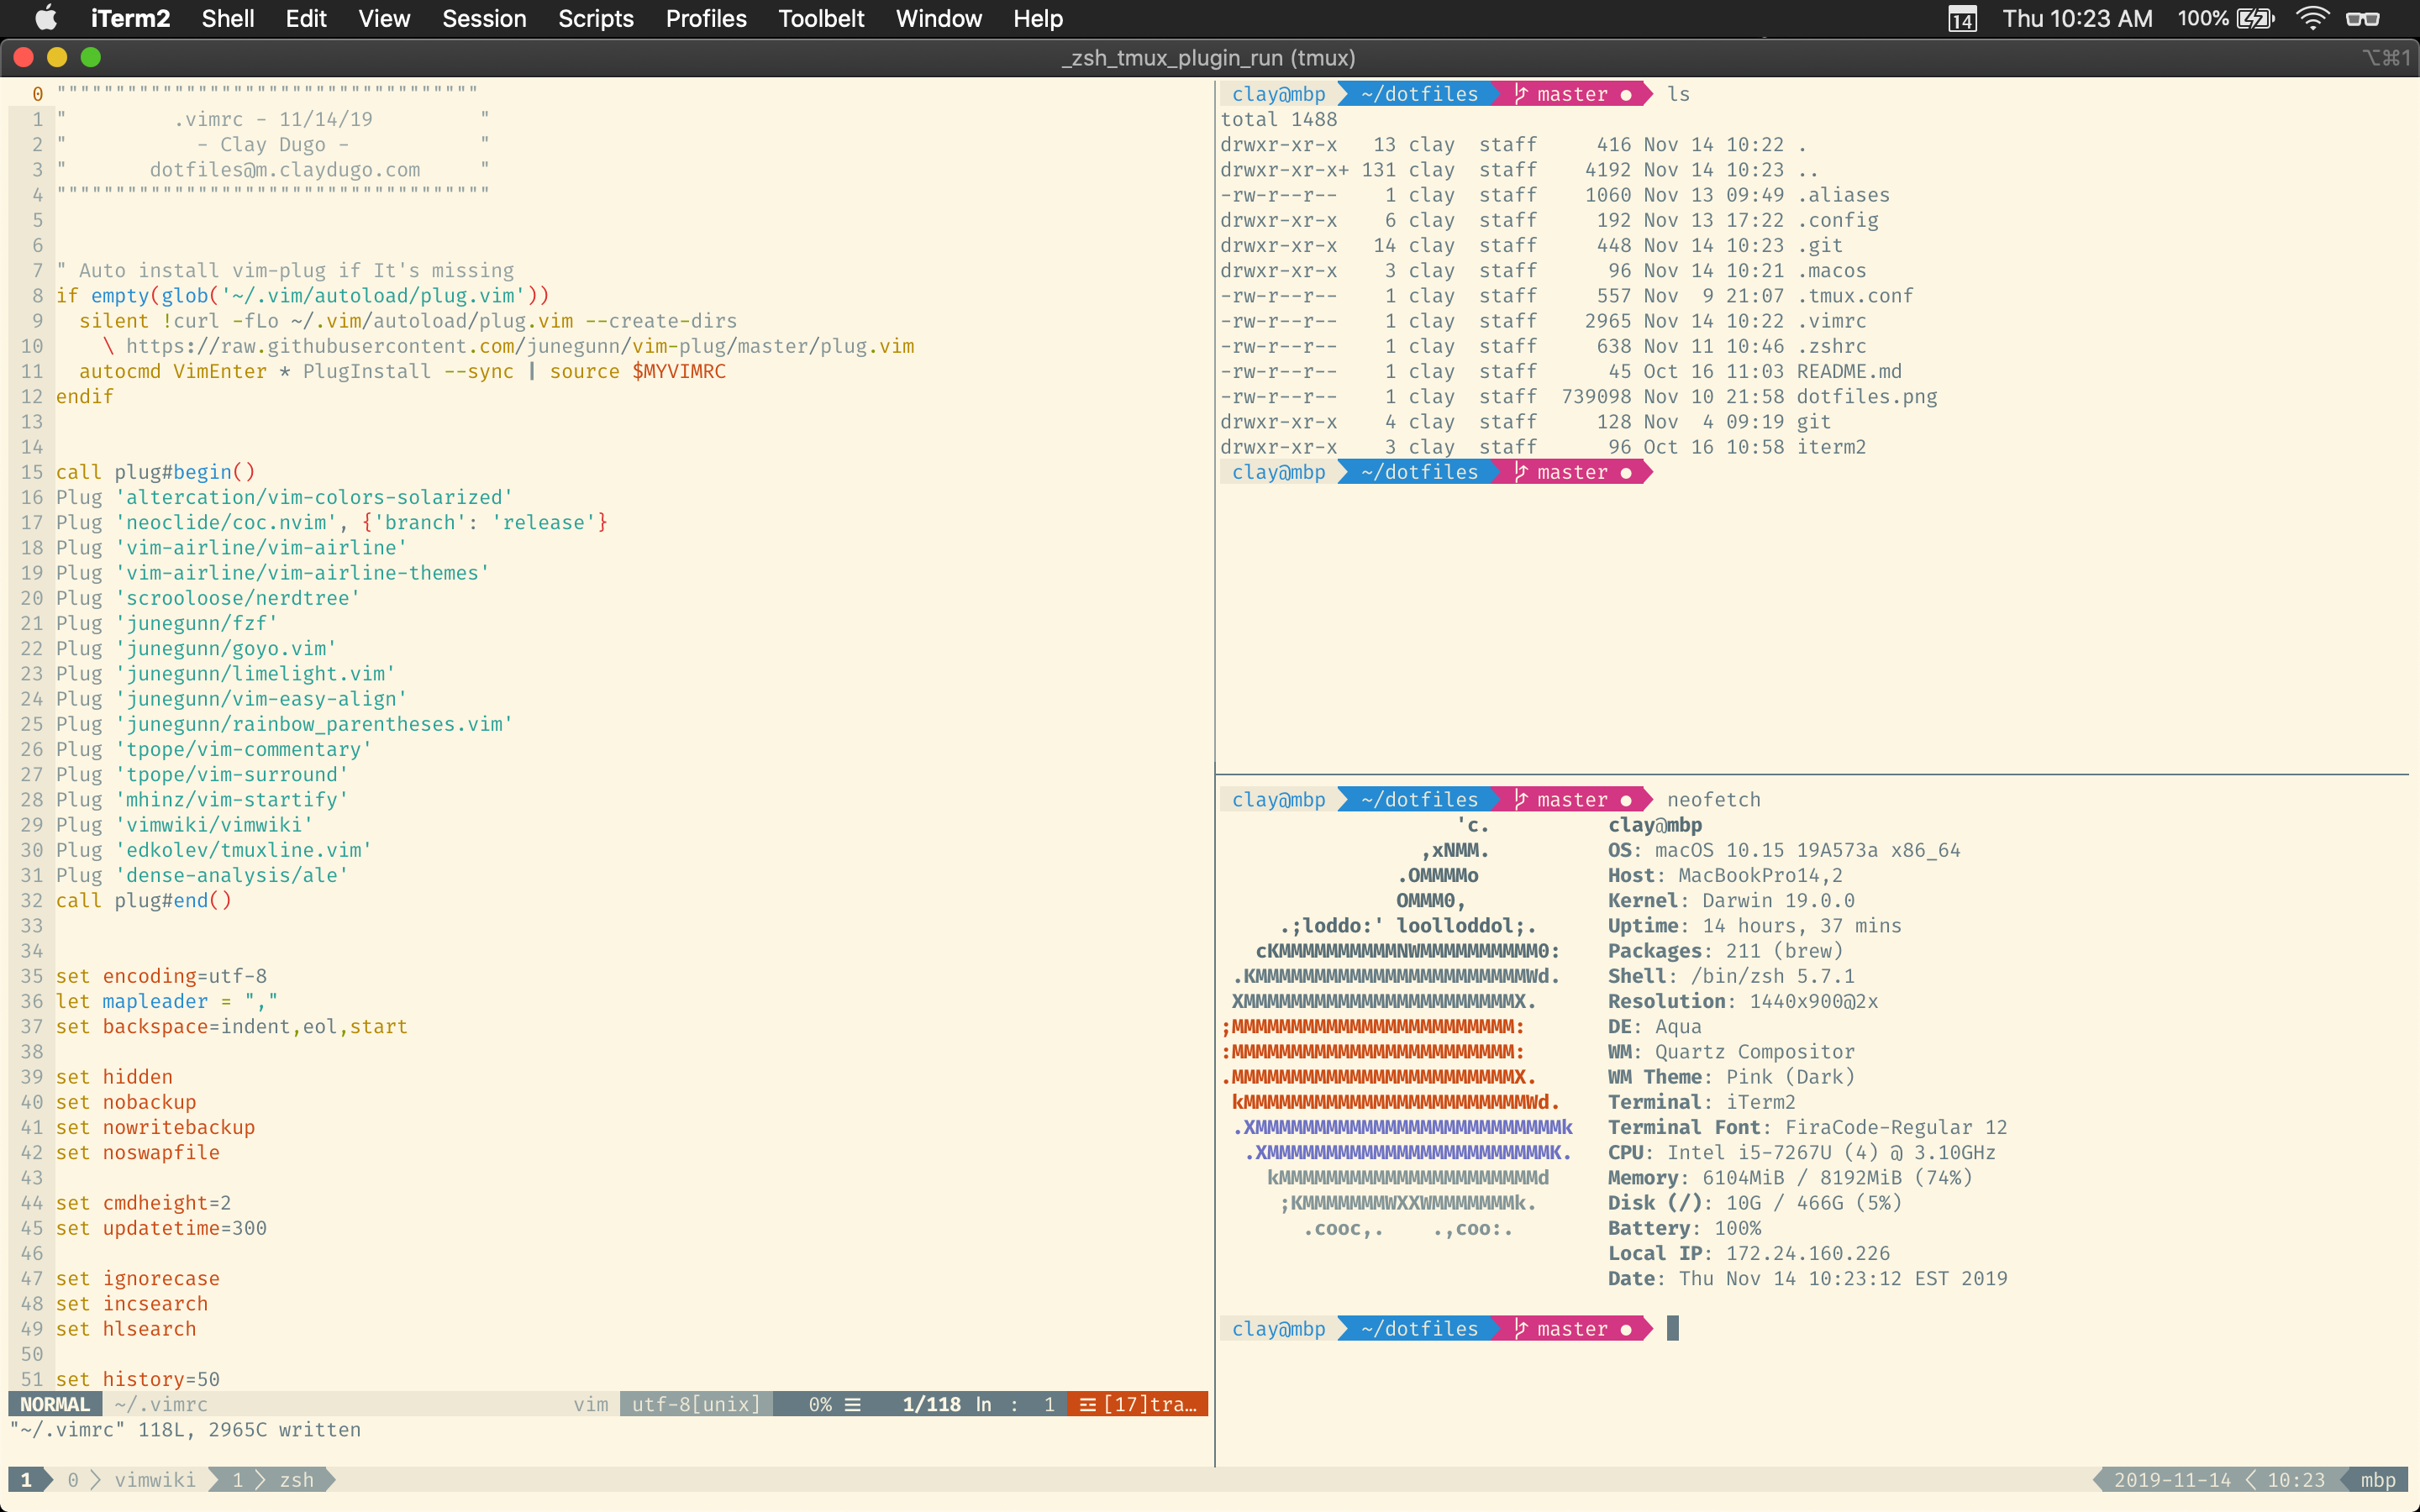 iTerm2 Shell Edit View Session Scripts Profiles Toolbelt Window Help 14 Thu 10:23 AM 100%
_zsh_tmux_plugin_run (tmux) ⌥⌘1
0 """"""""""""""""""""""""""""""""""""
1 " .vimrc - 11/14/19 "
2 " - Clay Dugo - "
3 " dotfiles@m.claydugo.com "
4 """""""""""""""""""""""""""""""""""""
5
6
7 " Auto install vim-plug if It's missing
8 if empty(glob('~/.vim/autoload/plug.vim'))
9 silent !curl -fLo ~/.vim/autoload/plug.vim --create-dirs
10 \ https://raw.githubusercontent.com/junegunn/vim-plug/master/plug.vim
11 autocmd VimEnter * PlugInstall --sync | source $MYVIMRC
12 endif
13
14
15 call plug#begin()
16 Plug 'altercation/vim-colors-solarized'
17 Plug 'neoclide/coc.nvim', {'branch': 'release'}
18 Plug 'vim-airline/vim-airline'
19 Plug 'vim-airline/vim-airline-themes'
20 Plug 'scrooloose/nerdtree'
21 Plug 'junegunn/fzf'
22 Plug 'junegunn/goyo.vim'
23 Plug 'junegunn/limelight.vim'
24 Plug 'junegunn/vim-easy-align'
25 Plug 'junegunn/rainbow_parentheses.vim'
26 Plug 'tpope/vim-commentary'
27 Plug 'tpope/vim-surround'
28 Plug 'mhinz/vim-startify'
29 Plug 'vimwiki/vimwiki'
30 Plug 'edkolev/tmuxline.vim'
31 Plug 'dense-analysis/ale'
32 call plug#end()
33
34
35 set encoding=utf-8
36 let mapleader = ","
37 set backspace=indent,eol,start
38
39 set hidden
40 set nobackup
41 set nowritebackup
42 set noswapfile
43
44 set cmdheight=2
45 set updatetime=300
46
47 set ignorecase
48 set incsearch
49 set hlsearch
50
51 set history=50
NORMAL ~/.vimrc vim utf-8[unix] 0% ☰ 1/118 ln : 1 ☲ [17]tra…
"~/.vimrc" 118L, 2965C written
clay@mbp ~/dotfiles master ● ls
total 1488
drwxr-xr-x 13 clay staff 416 Nov 14 10:22 .
drwxr-xr-x+ 131 clay staff 4192 Nov 14 10:23 ..
-rw-r--r-- 1 clay staff 1060 Nov 13 09:49 .aliases
drwxr-xr-x 6 clay staff 192 Nov 13 17:22 .config
drwxr-xr-x 14 clay staff 448 Nov 14 10:23 .git
drwxr-xr-x 3 clay staff 96 Nov 14 10:21 .macos
-rw-r--r-- 1 clay staff 557 Nov 9 21:07 .tmux.conf
-rw-r--r-- 1 clay staff 2965 Nov 14 10:22 .vimrc
-rw-r--r-- 1 clay staff 638 Nov 11 10:46 .zshrc
-rw-r--r-- 1 clay staff 45 Oct 16 11:03 README.md
-rw-r--r-- 1 clay staff 739098 Nov 10 21:58 dotfiles.png
drwxr-xr-x 4 clay staff 128 Nov 4 09:19 git
drwxr-xr-x 3 clay staff 96 Oct 16 10:58 iterm2
clay@mbp ~/dotfiles master ●
clay@mbp ~/dotfiles master ● neofetch
'c. clay@mbp
,xNMM. OS: macOS 10.15 19A573a x86_64
.OMMMMo Host: MacBookPro14,2
OMMM0, Kernel: Darwin 19.0.0
.;loddo:' loolloddol;. Uptime: 14 hours, 37 mins
cKMMMMMMMMMMNWMMMMMMMMMM0: Packages: 211 (brew)
.KMMMMMMMMMMMMMMMMMMMMMMMWd. Shell: /bin/zsh 5.7.1
XMMMMMMMMMMMMMMMMMMMMMMMX. Resolution: 1440x900@2x
;MMMMMMMMMMMMMMMMMMMMMMMM: DE: Aqua
:MMMMMMMMMMMMMMMMMMMMMMMM: WM: Quartz Compositor
.MMMMMMMMMMMMMMMMMMMMMMMMX. WM Theme: Pink (Dark)
kMMMMMMMMMMMMMMMMMMMMMMMMWd. Terminal: iTerm2
.XMMMMMMMMMMMMMMMMMMMMMMMMMMk Terminal Font: FiraCode-Regular 12
.XMMMMMMMMMMMMMMMMMMMMMMMMK. CPU: Intel i5-7267U (4) @ 3.10GHz
kMMMMMMMMMMMMMMMMMMMMMMd Memory: 6104MiB / 8192MiB (74%)
;KMMMMMMMWXXWMMMMMMMk. Disk (/): 10G / 466G (5%)
.cooc,. .,coo:. Battery: 100%
Local IP: 172.24.160.226
Date: Thu Nov 14 10:23:12 EST 2019
clay@mbp ~/dotfiles master ●
1 0 vimwiki 1 zsh 2019-11-14 10:23 mbp